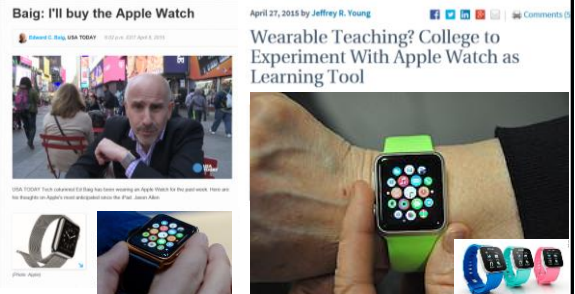 Baig: I'll buy the Apple Watch
Edward C. Baig, USA TODAY
USA TODAY Tech columnist Ed Baig has been wearing an Apple Watch for the past week. Here are
his thoughts on Apple's most anticipated since the iPad. Jason Allen
(Photo: Apple)
April 27, 2015 by Jeffrey R. Young
Comments (5
Wearable Teaching? College to
Experiment With Apple Watch as
Learning Tool